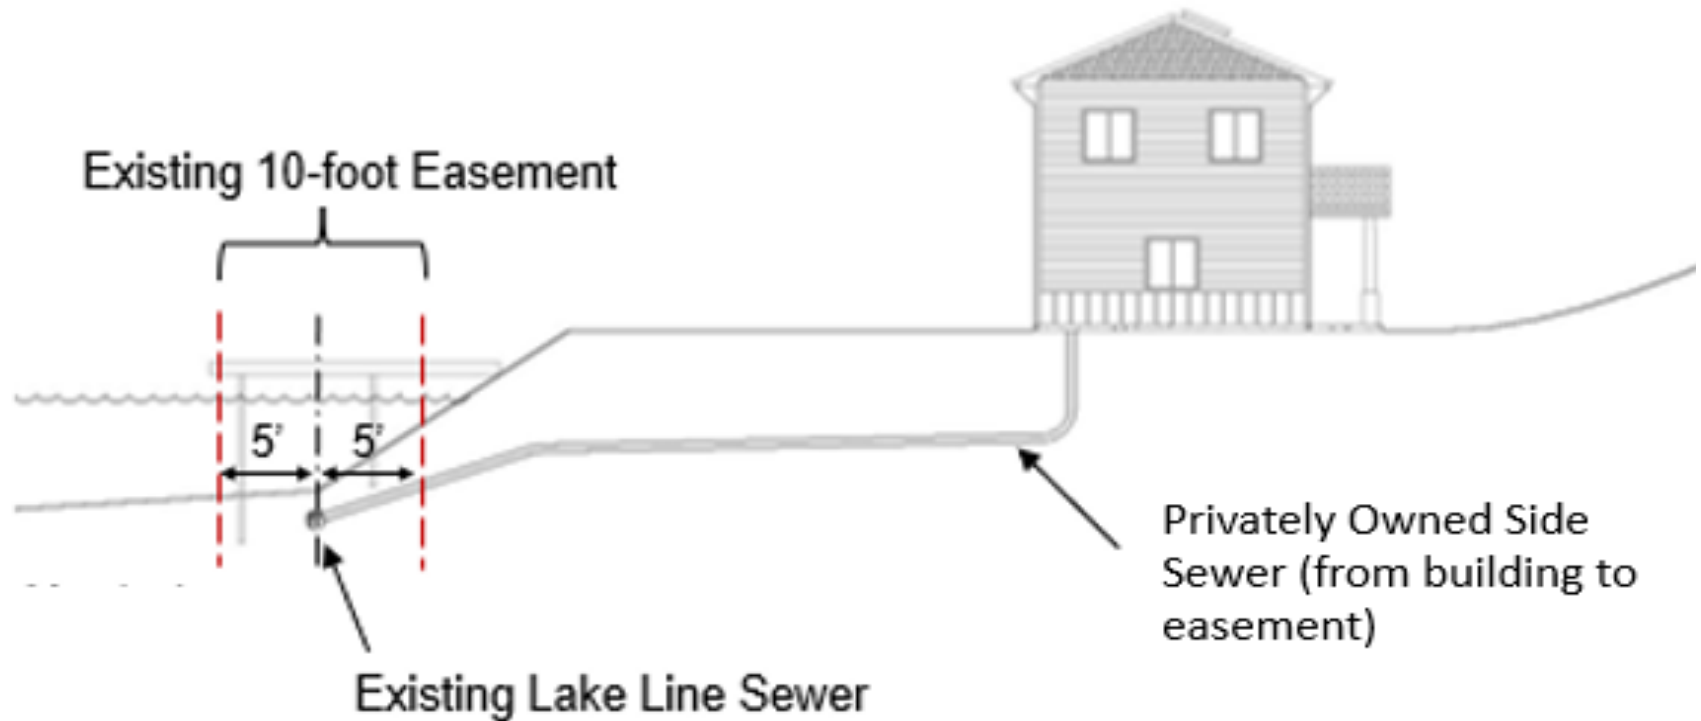 Existing 10-foot Easement
5’ 5’
Privately Owned Side
Sewer (from building to
easement)
Existing Lake Line Sewer